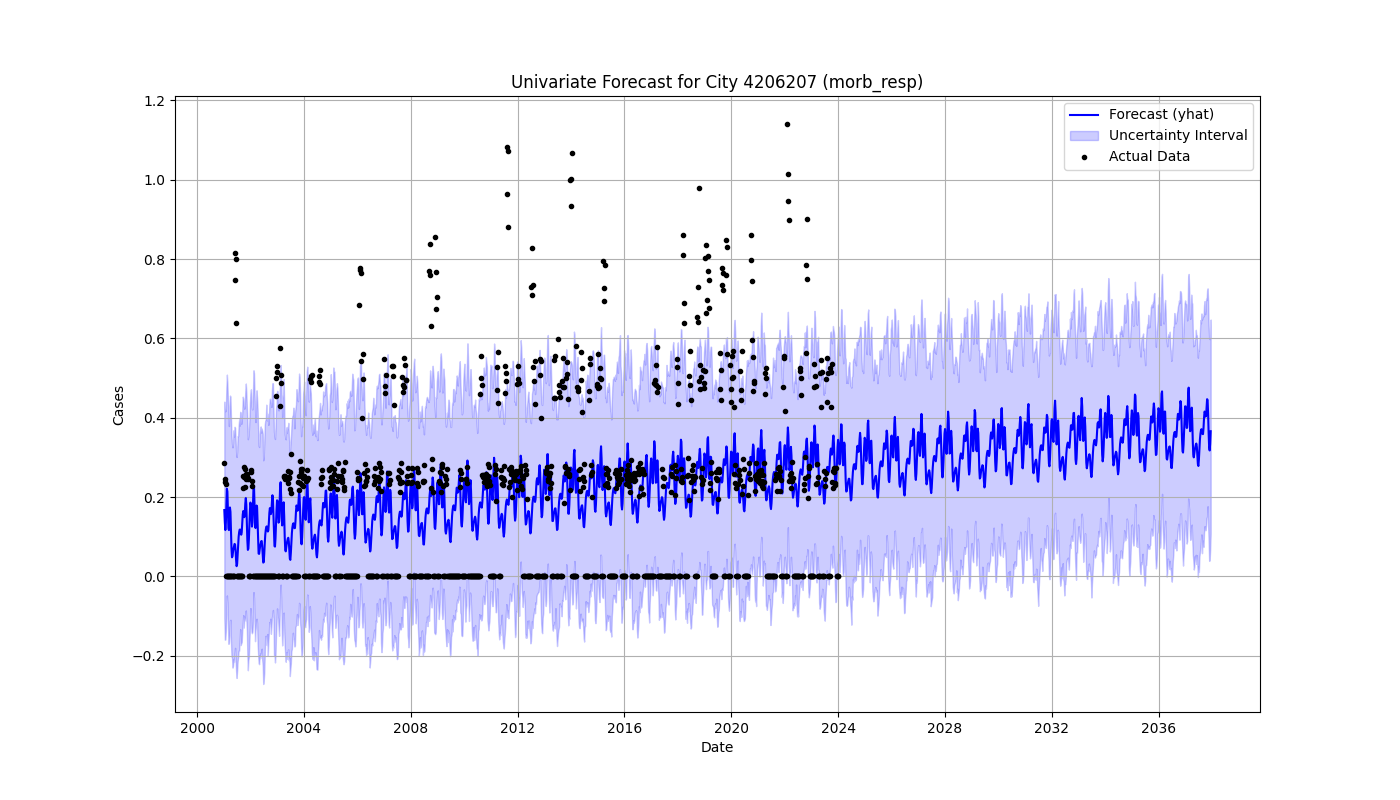 Univariate Forecast for City 4206207 (morb_resp)
Forecast (yhat)
Uncertainty Interval
Actual Data
Cases
1.2
1.0
0.8
0.6
0.4
0.2
0.0
−0.2
2000 2004 2008 2012 2016 2020 2024 2028 2032 2036
Date